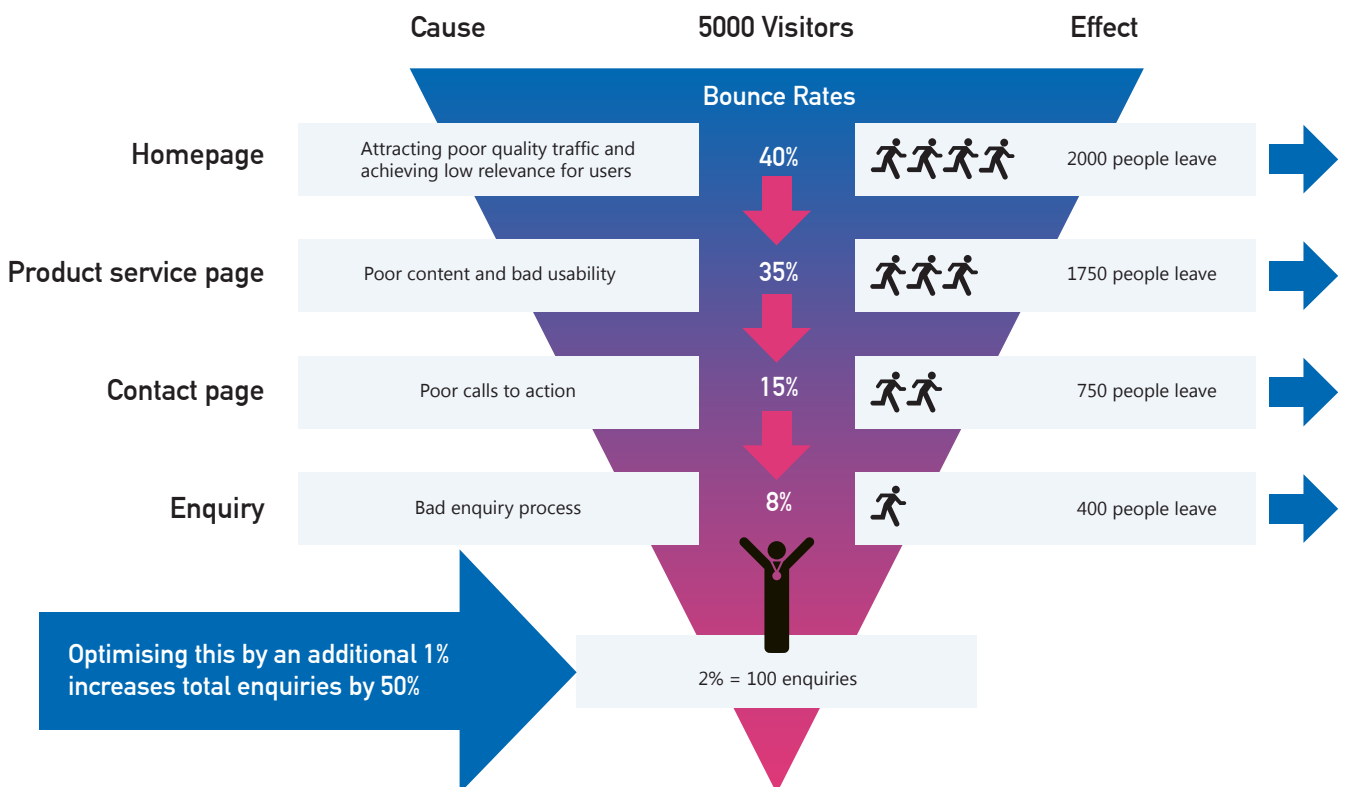 Cause
5000 Visitors
Effect
Bounce Rates
Homepage
Attracting poor quality traffic and
achieving low relevance for users
40%
2000 people leave
Product service page
Poor content and bad usability
35%
1750 people leave
Contact page
Poor calls to action
15%
750 people leave
Enquiry
Bad enquiry process
8%
400 people leave
Optimising this by an additional 1%
increases total enquiries by 50%
2% = 100 enquiries